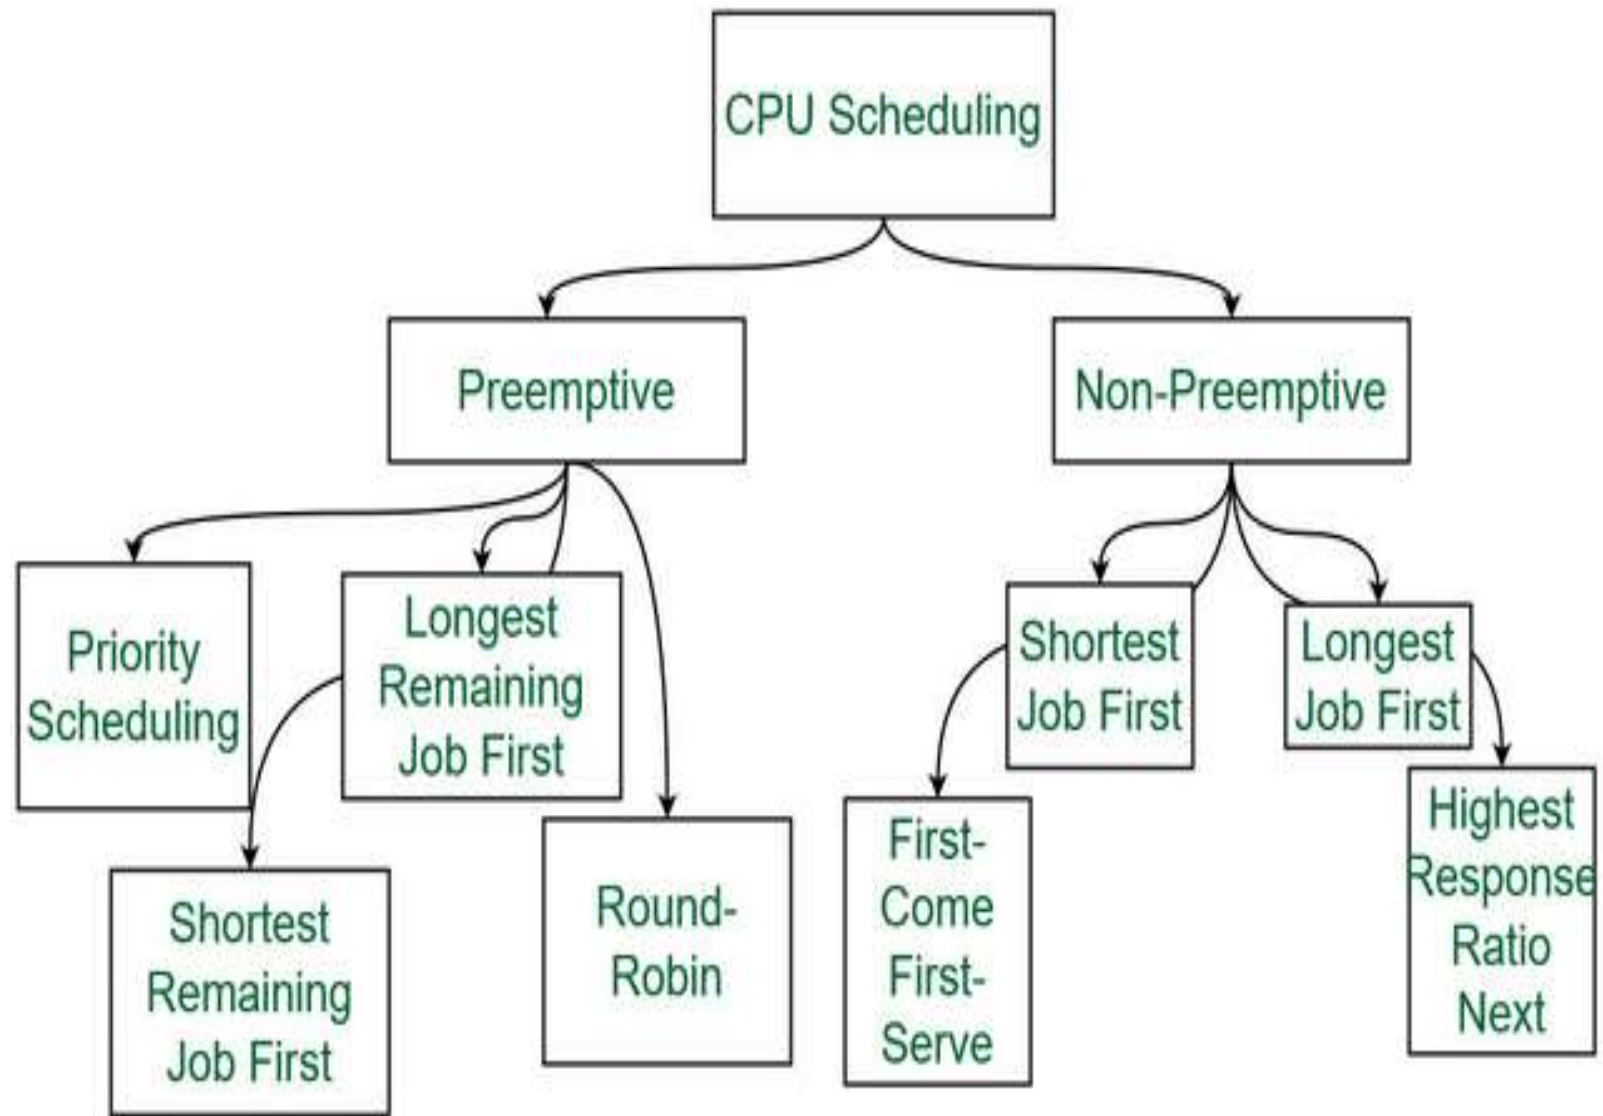 CPU Scheduling
Preemptive
Non-Preemptive
Priority
Scheduling
Longest
Remaining
Job First
Shortest
Job First
Longest
Job First
Shortest
Remaining
Job First
Round-
Robin
First-
Come
First-
Serve
Highest
Response
Ratio
Next